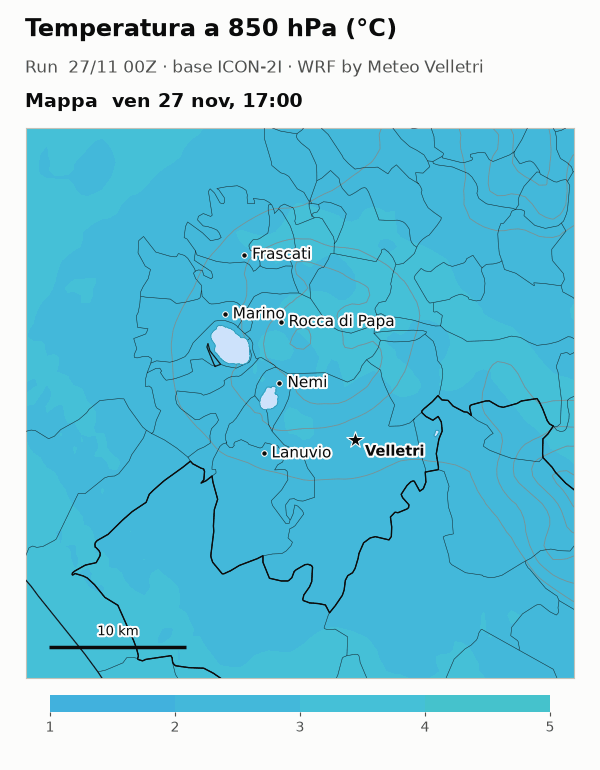 Temperatura a 850 hPa (°C)
Run  27/11 00Z · base ICON-2I · WRF by Meteo Velletri
Mappa  ven 27 nov, 17:00
Frascati
Marino
Rocca di Papa
Nemi
Velletri
Lanuvio
10 km
1 2 3 4 5